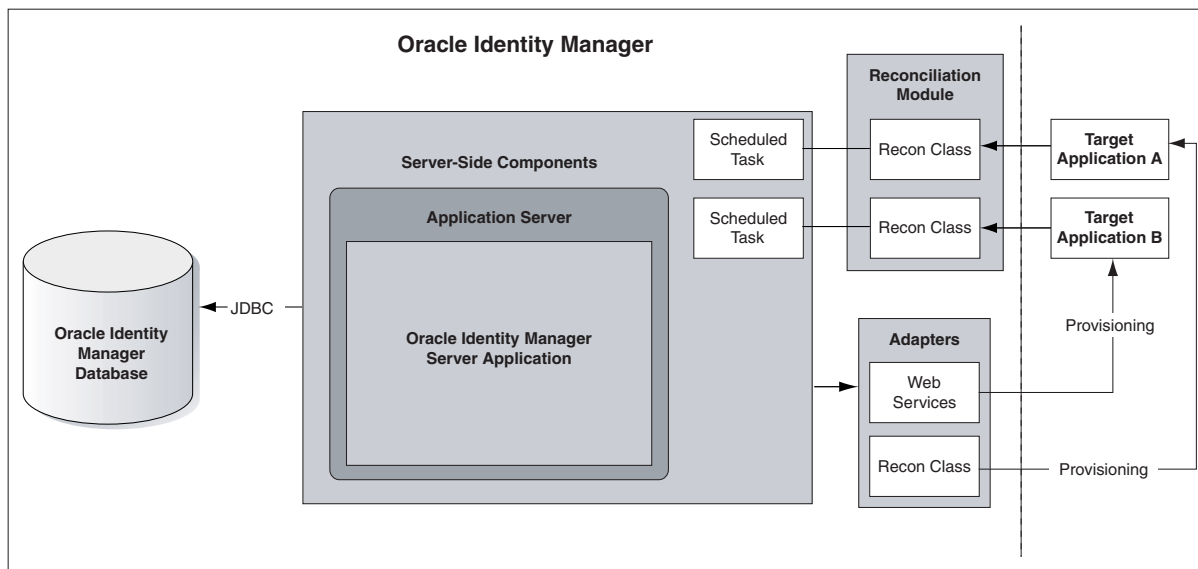 Oracle Identity Manager
Reconciliation
Module
Scheduled
Task
Recon Class
Target
Application A
Server-Side Components
Application Server
Scheduled
Task
Recon Class
Target
Application B
JDBC
Oracle Identity
Manager
Database
Oracle Identity Manager
Server Application
Provisioning
Adapters
Web
Services
Recon Class
Provisioning